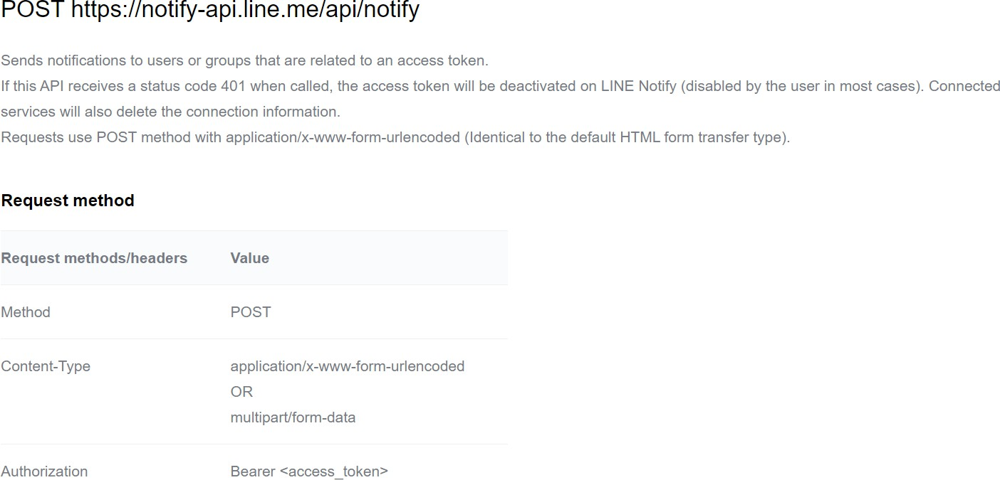 POST https://notify-api.line.me/api/notify
Sends notifications to users or groups that are related to an access token.
If this API receives a status code 401 when called, the access token will be deactivated on LINE Notify (disabled by the user in most cases). Connected
services will also delete the connection information.
Requests use POST method with application/x-www-form-urlencoded (Identical to the default HTML form transfer type).
Request method
Request methods/headers Value
Method POST
Content-Type application/x-www-form-urlencoded
OR
multipart/form-data
Authorization Bearer <access_token>